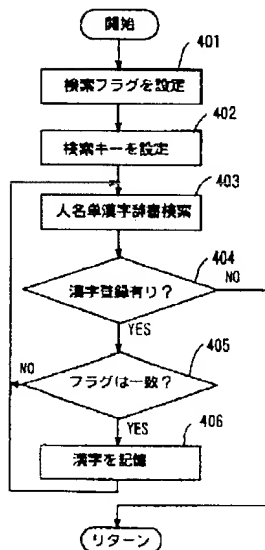 開始
401
検索フラグを設定
402
検索キーを設定
403
人名単漢字辞書検索
404
漢字登録有り?
NO
YES
405
フラグは一致?
NO
YES
406
漢字を記憶
リターン